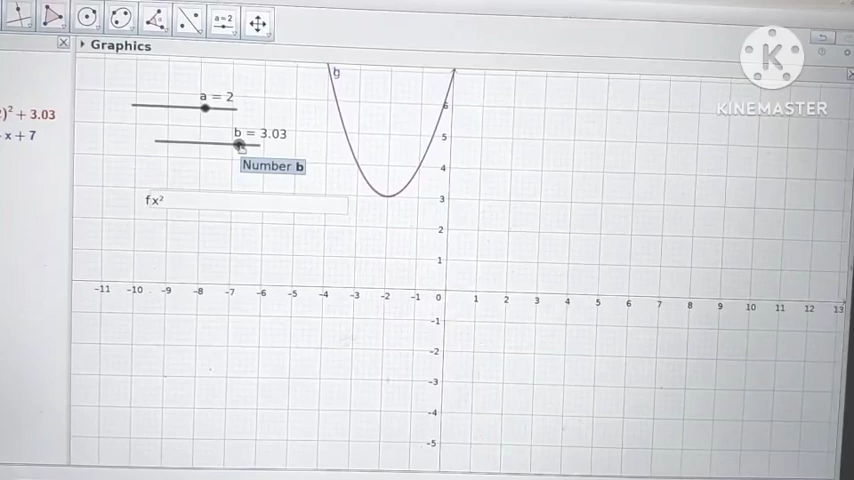 a=2
Graphics
)² + 3.03
x + 7
a = 2
b = 3.03
Number b
fx²
g
6
5
4
3
2
1
-11 -10 -9 -8 -7 -6 -5 -4 -3 -2 -1 0 1 2 3 4 5 6 7 8 9 10 11 12 13
-1
-2
-3
-4
-5
K
KINEMASTER